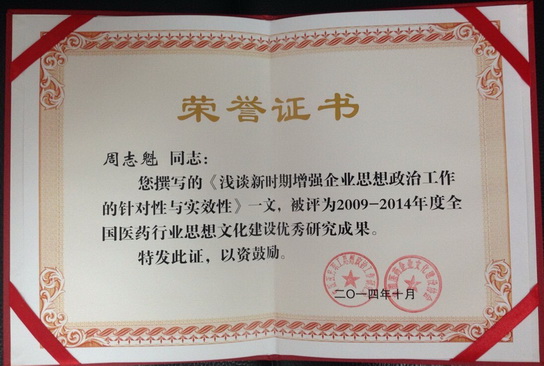 荣誉证书
周志魁 同志：
您撰写的《浅谈新时期增强企业思想政治工作
的针对性与实效性》一文，被评为2009-2014年度全
国医药行业思想文化建设优秀研究成果。
特发此证，以资鼓励。
二〇一四年十月